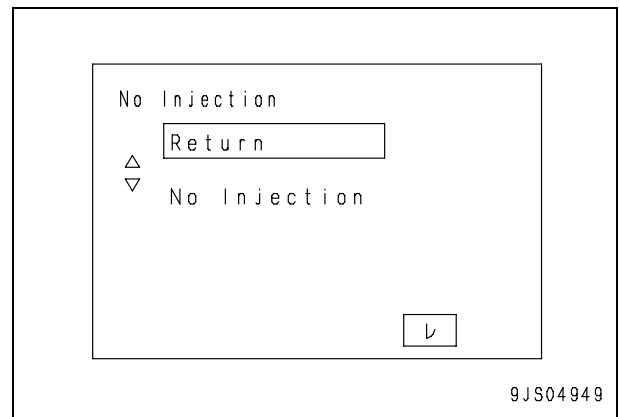 No Injection
Return
No Injection
レ
9JS04949